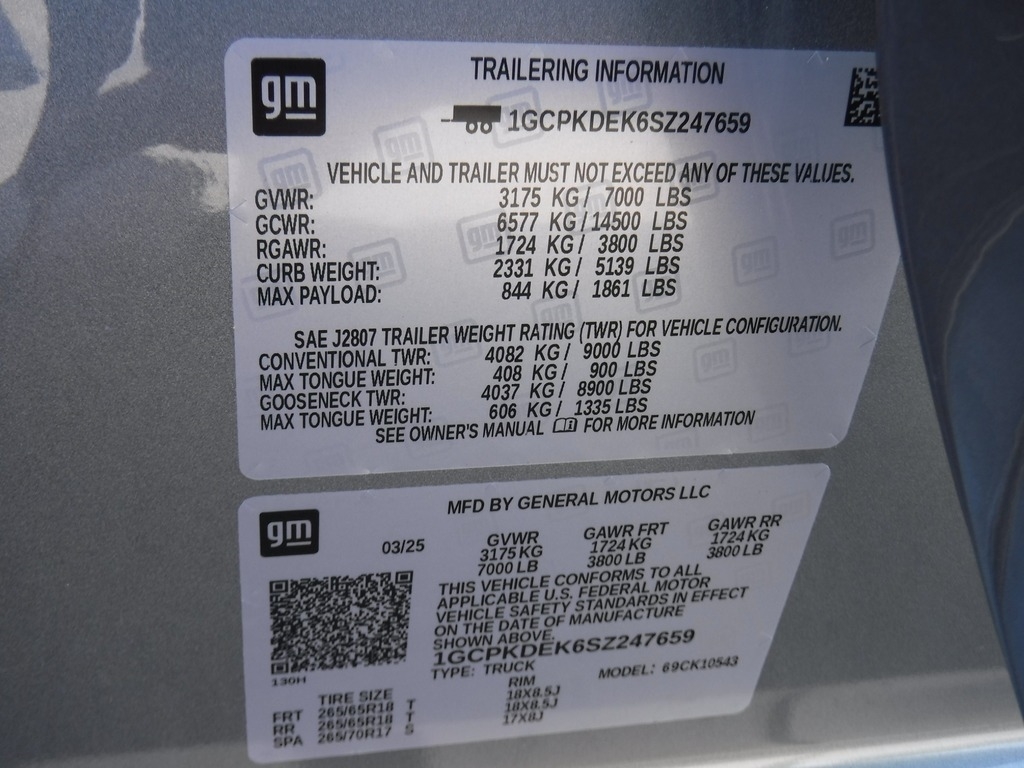 gm
TRAILERING INFORMATION
1GCPKDEK6SZ247659
VEHICLE AND TRAILER MUST NOT EXCEED ANY OF THESE VALUES.
GVWR: 3175 KG / 7000 LBS
GCWR: 6577 KG / 14500 LBS
RGAWR: 1724 KG / 3800 LBS
CURB WEIGHT: 2331 KG / 5139 LBS
MAX PAYLOAD: 844 KG / 1861 LBS
SAE J2807 TRAILER WEIGHT RATING (TWR) FOR VEHICLE CONFIGURATION.
CONVENTIONAL TWR: 4082 KG / 9000 LBS
MAX TONGUE WEIGHT: 408 KG / 900 LBS
GOOSENECK TWR: 4037 KG / 8900 LBS
MAX TONGUE WEIGHT: 606 KG / 1335 LBS
SEE OWNER'S MANUAL FOR MORE INFORMATION
gm
MFD BY GENERAL MOTORS LLC
03/25 GVWR GAWR FRT GAWR RR
3175 KG 1724 KG 1724 KG
7000 LB 3800 LB 3800 LB
THIS VEHICLE CONFORMS TO ALL
APPLICABLE U.S. FEDERAL MOTOR
VEHICLE SAFETY STANDARDS IN EFFECT
ON THE DATE OF MANUFACTURE
SHOWN ABOVE.
1GCPKDEK6SZ247659
TYPE: TRUCK MODEL: 69CK10543
130H
TIRE SIZE RIM
FRT 265/65R18 T 18X8.5J
RR 265/65R18 T 18X8.5J
SPA 265/70R17 S 17X8J